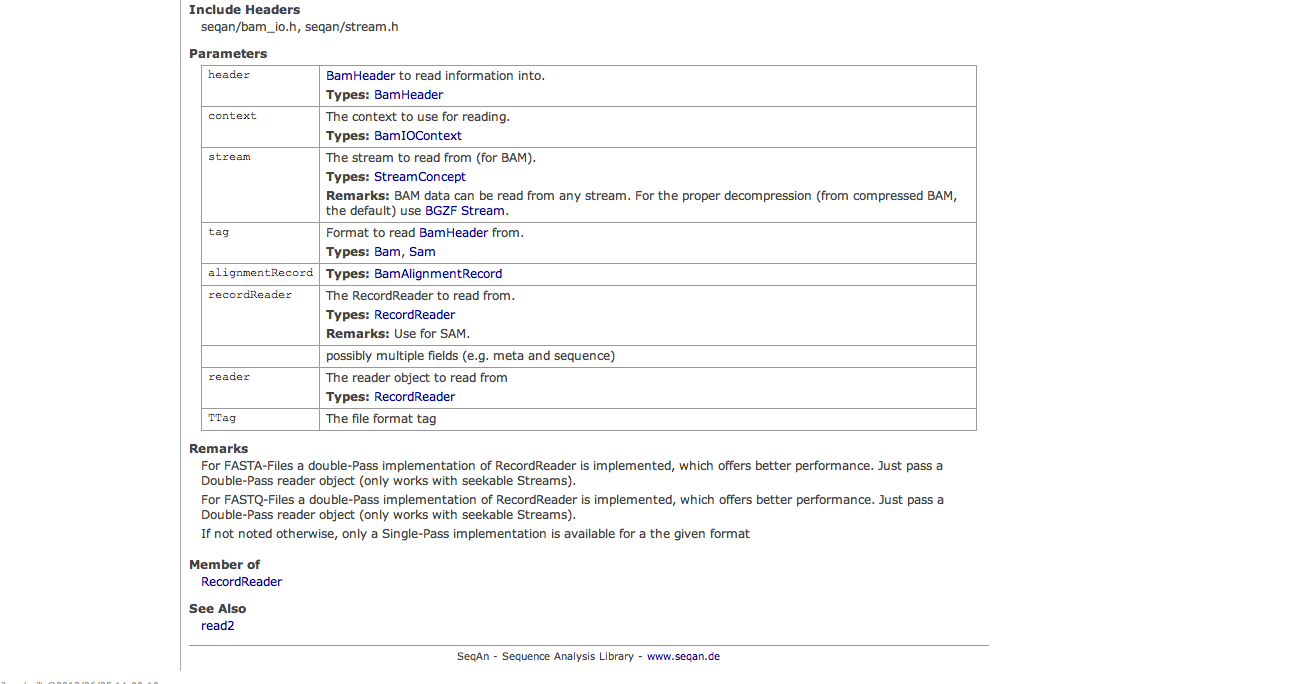 Include Headers
seqan/bam_io.h, seqan/stream.h
Parameters
header
BamHeader to read information into.
Types: BamHeader
context
The context to use for reading.
Types: BamIOContext
stream
The stream to read from (for BAM).
Types: StreamConcept
Remarks: BAM data can be read from any stream. For the proper decompression (from compressed BAM,
the default) use BGZF Stream.
tag
Format to read BamHeader from.
Types: Bam, Sam
alignmentRecord
Types: BamAlignmentRecord
recordReader
The RecordReader to read from.
Types: RecordReader
Remarks: Use for SAM.
possibly multiple fields (e.g. meta and sequence)
reader
The reader object to read from
Types: RecordReader
TTag
The file format tag
Remarks
For FASTA-Files a double-Pass implementation of RecordReader is implemented, which offers better performance. Just pass a
Double-Pass reader object (only works with seekable Streams).
For FASTQ-Files a double-Pass implementation of RecordReader is implemented, which offers better performance. Just pass a
Double-Pass reader object (only works with seekable Streams).
If not noted otherwise, only a Single-Pass implementation is available for a the given format
Member of
RecordReader
See Also
read2
SeqAn - Sequence Analysis Library - www.seqan.de